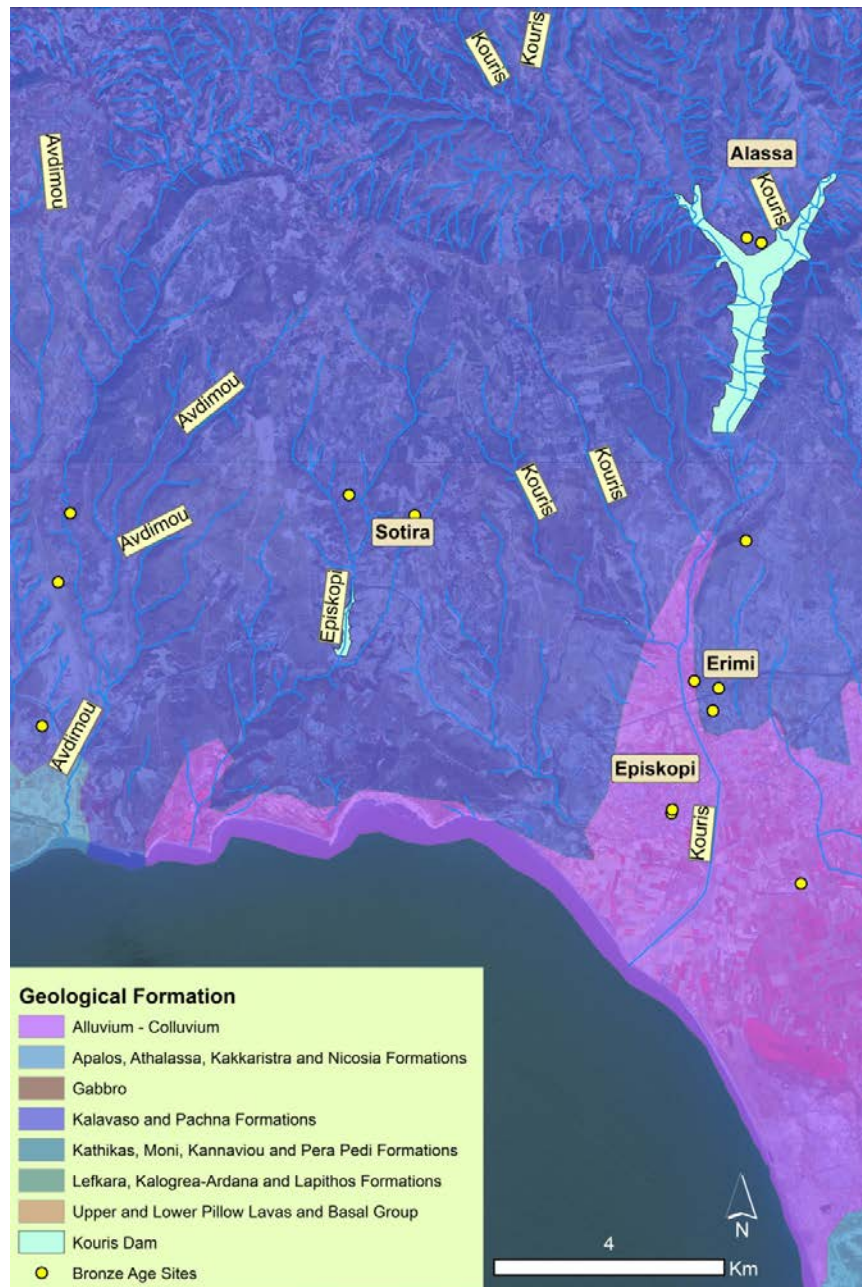 Kouris
Kouris
Avdimou
Alassa
Kouris
Avdimou
Kouris
Kouris
Avdimou
Sotira
Episkopi
Erimi
Avdimou
Episkopi
Kouris
Geological Formation
Alluvium - Colluvium
Apalos, Athalassa, Kakkaristra and Nicosia Formations
Gabbro
Kalavaso and Pachna Formations
Kathikas, Moni, Kannaviou and Pera Pedi Formations
Lefkara, Kalogrea-Ardana and Lapithos Formations
Upper and Lower Pillow Lavas and Basal Group
Kouris Dam
Bronze Age Sites
N
4
Km